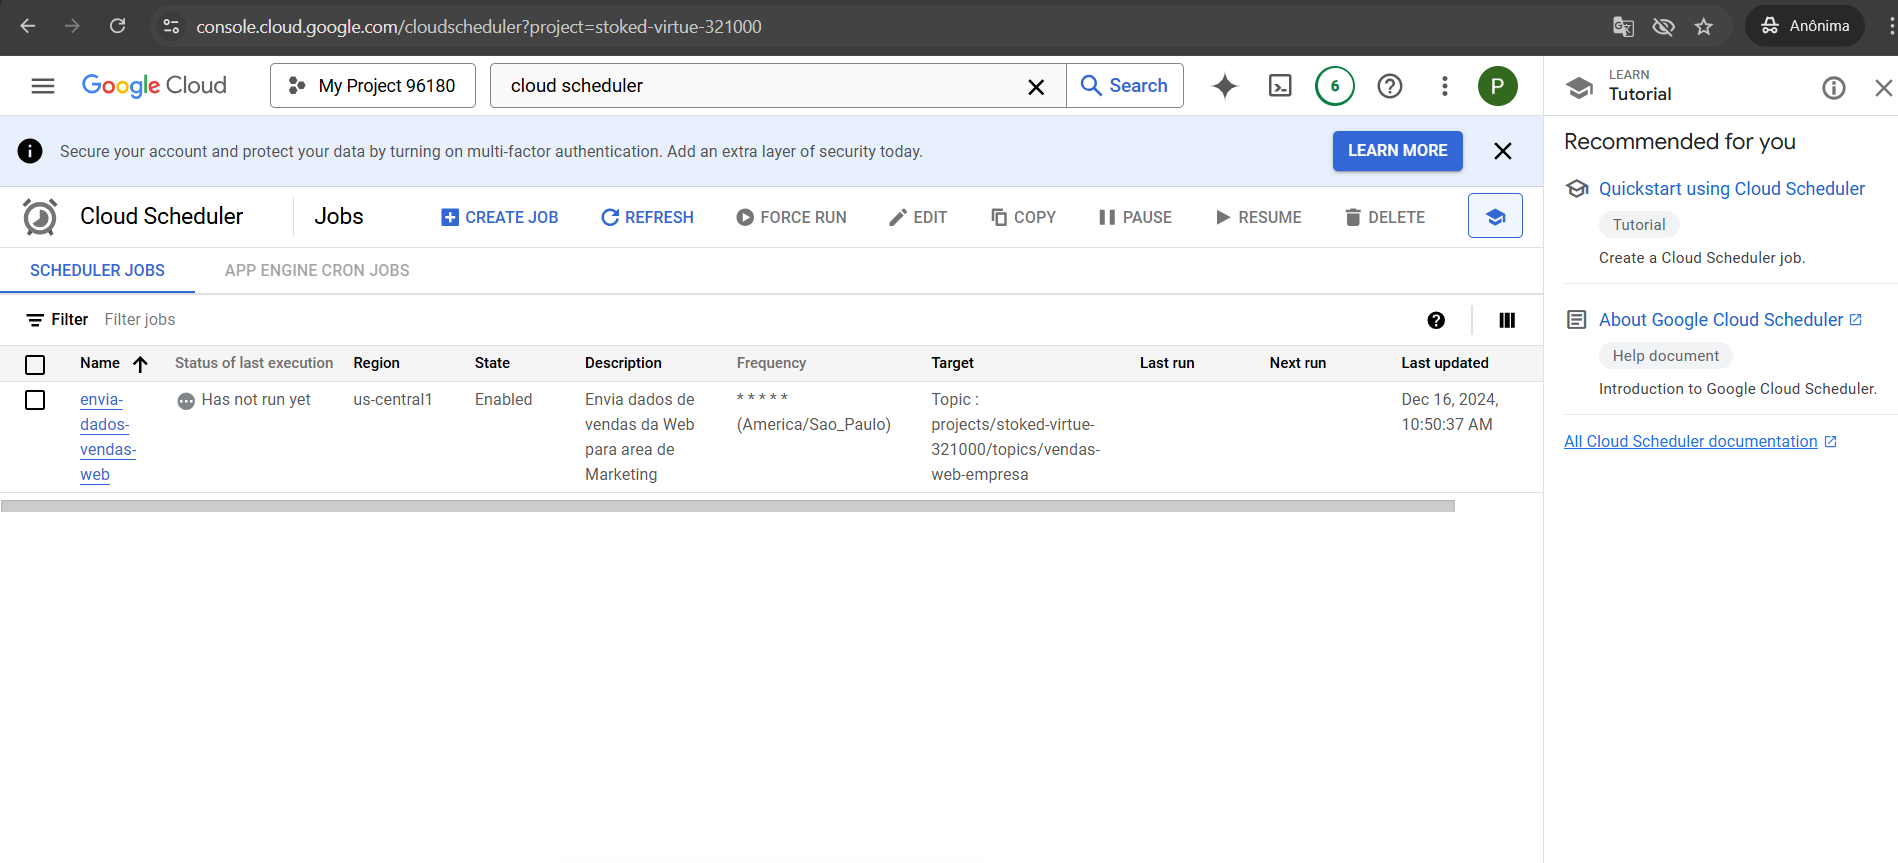 console.cloud.google.com/cloudscheduler?project=stoked-virtue-321000
Anônima
Google Cloud
My Project 96180
cloud scheduler
Search
6
P
LEARN
Tutorial
Secure your account and protect your data by turning on multi-factor authentication. Add an extra layer of security today.
LEARN MORE
Recommended for you
Quickstart using Cloud Scheduler
Tutorial
Create a Cloud Scheduler job.
About Google Cloud Scheduler
Help document
Introduction to Google Cloud Scheduler.
All Cloud Scheduler documentation
Cloud Scheduler
Jobs
CREATE JOB
REFRESH
FORCE RUN
EDIT
COPY
PAUSE
RESUME
DELETE
SCHEDULER JOBS
APP ENGINE CRON JOBS
Filter
Filter jobs
Name
Status of last execution
Region
State
Description
Frequency
Target
Last run
Next run
Last updated
envia-
dados-
vendas-
web
Has not run yet
us-central1
Enabled
Envia dados de
vendas da Web
para area de
Marketing
* * * * *
(America/Sao_Paulo)
Topic :
projects/stoked-virtue-
321000/topics/vendas-
web-empresa
Dec 16, 2024,
10:50:37 AM